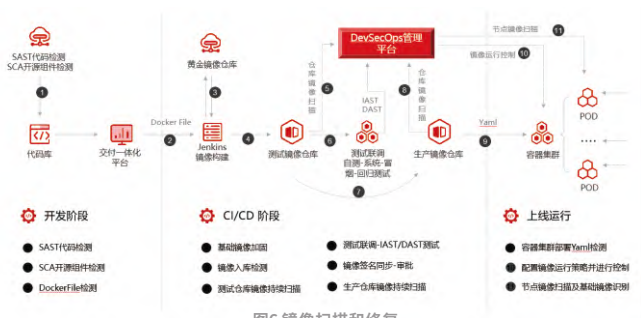 SAST代码检测
SCA开源组件检测
1
代码库
交付一体化
平台
Docker File
2
黄金镜像仓库
3
Jenkins
镜像构建
4
测试镜像仓库
仓库镜像扫描
5
6
7
DevSecOps管理
平台
IAST
DAST
测试联调
自测-系统-冒
烟-回归测试
仓库镜像扫描
8
生产镜像仓库
Yaml
9
节点镜像扫描
11
镜像运行控制
10
容器集群
POD
....
POD
开发阶段
SAST代码检测
SCA开源组件检测
DockerFile检测
CI/CD 阶段
基础镜像加固
镜像入库检测
测试仓库镜像持续扫描
测试联调-IAST/DAST测试
镜像签名同步-审批
生产仓库镜像持续扫描
上线运行
容器集群部署Yaml检测
配置镜像运行策略并进行控制
节点镜像扫描及基础镜像识别
图6 镜像扫描和修复